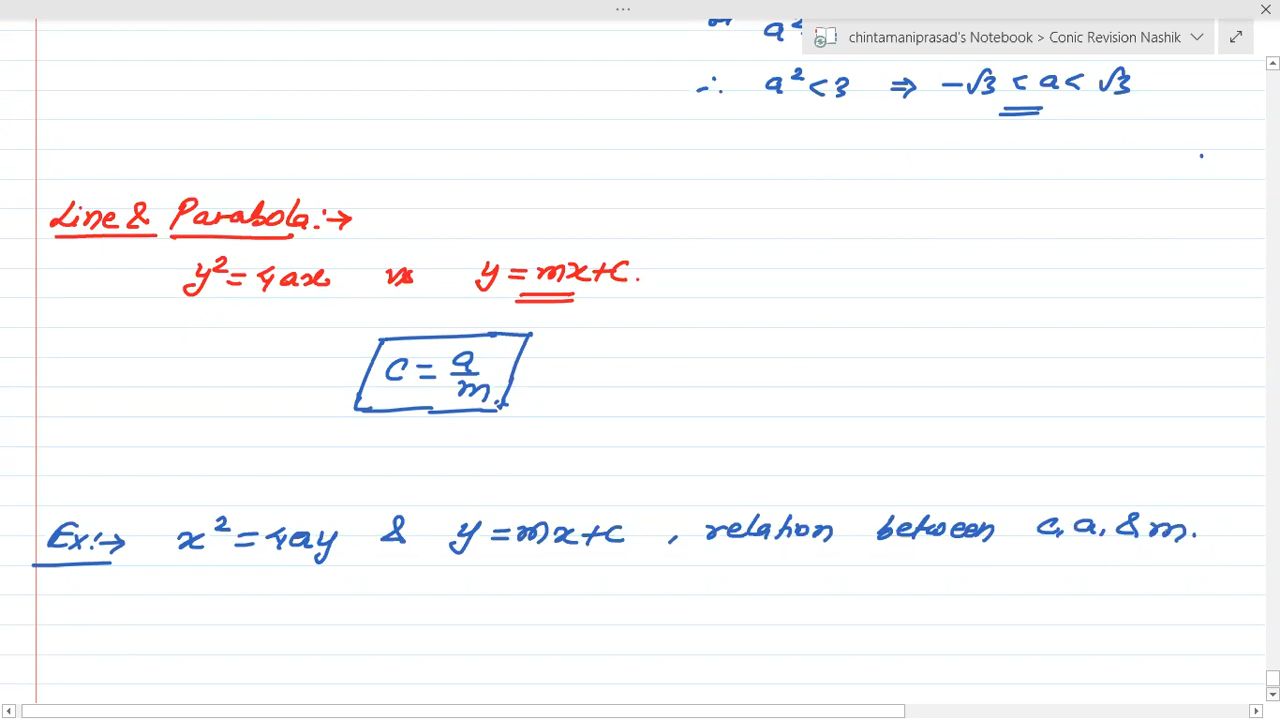 ...
a²
chintamaniprasad's Notebook > Conic Revision Nashik
∴ a² < 3 ⇒ -√3 < a < √3
Line & Parabola:→
y² = 4ax vs y = mx + c.
c = a/m
Ex:→ x² = 4ay & y = mx + c , relation between c, a, & m.